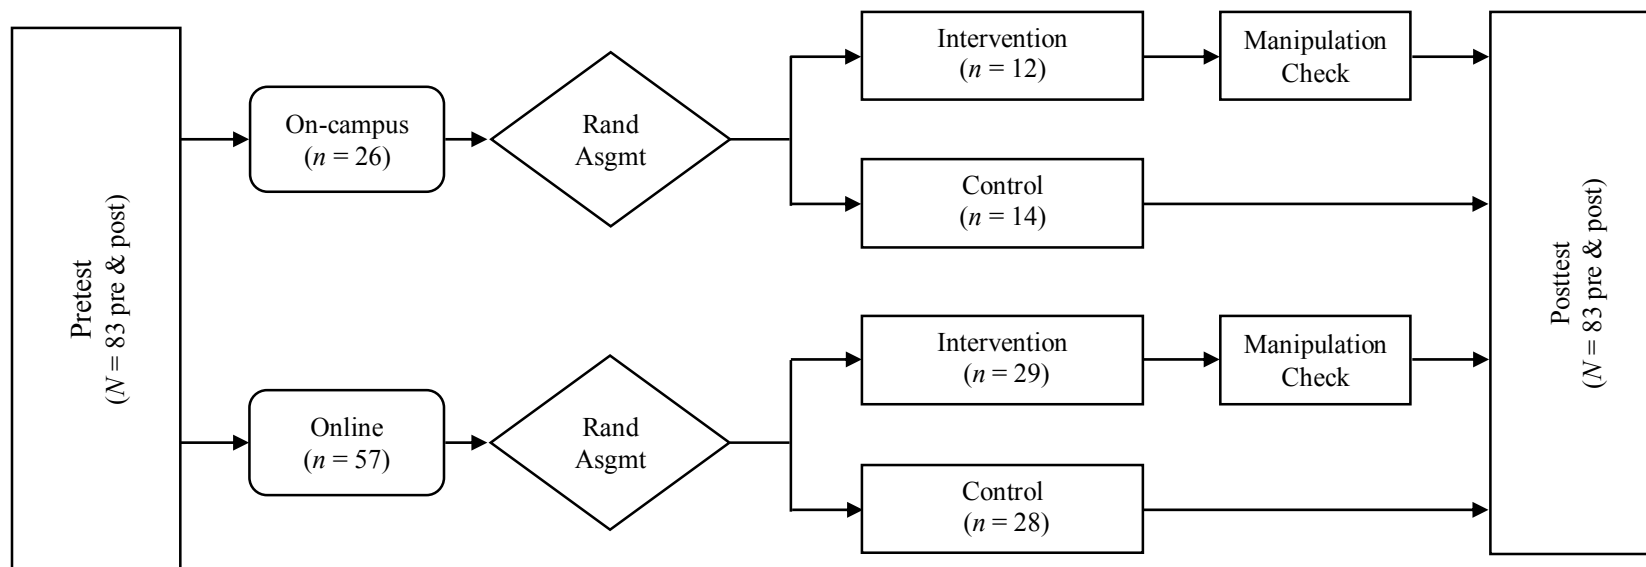 Pretest
(N = 83 pre & post)
On-campus
(n = 26)
Rand
Asgmt
Intervention
(n = 12)
Manipulation
Check
Control
(n = 14)
Online
(n = 57)
Rand
Asgmt
Intervention
(n = 29)
Manipulation
Check
Control
(n = 28)
Posttest
(N = 83 pre & post)